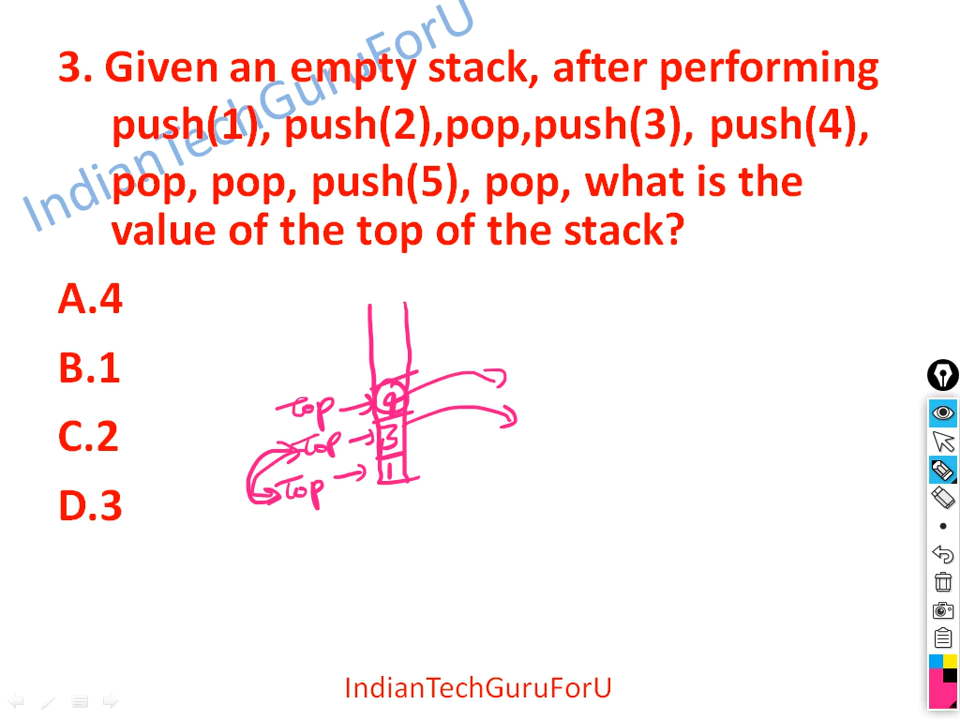 IndianTechGuruForU
3. Given an empty stack, after performing
push(1), push(2),pop,push(3), push(4),
pop, pop, push(5), pop, what is the
value of the top of the stack?
A.4
B.1
C.2
D.3
Top 4
Top 3
Top 1
IndianTechGuruForU